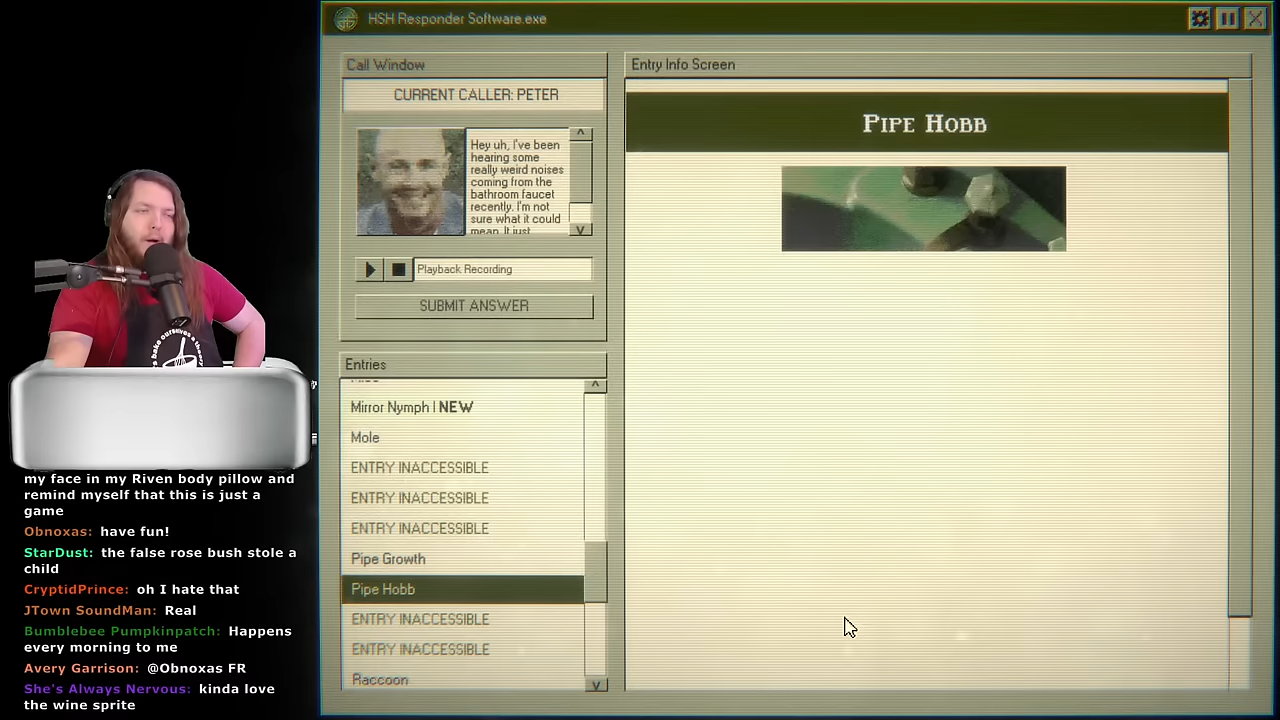 HSH Responder Software.exe
Call Window
CURRENT CALLER: PETER
Hey uh, I've been
hearing some
really weird noises
coming from the
bathroom faucet
recently. I'm not
sure what it could
mean. It just
Playback Recording
SUBMIT ANSWER
Entries
Mirror Nymph | NEW
Mole
ENTRY INACCESSIBLE
ENTRY INACCESSIBLE
ENTRY INACCESSIBLE
Pipe Growth
Pipe Hobb
ENTRY INACCESSIBLE
ENTRY INACCESSIBLE
Raccoon
Entry Info Screen
PIPE HOBB
my face in my Riven body pillow and
remind myself that this is just a
game
Obnoxas: have fun!
StarDust: the false rose bush stole a
child
CryptidPrince: oh I hate that
JTown SoundMan: Real
Bumblebee Pumpkinpatch: Happens
every morning to me
Avery Garrison: @Obnoxas FR
She's Always Nervous: kinda love
the wine sprite